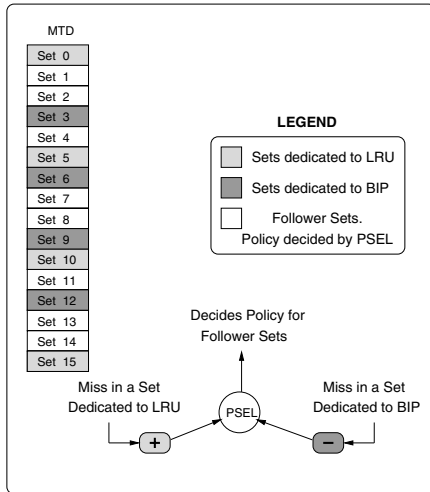 MTD
Set 0
Set 1
Set 2
Set 3
Set 4
Set 5
Set 6
Set 7
Set 8
Set 9
Set 10
Set 11
Set 12
Set 13
Set 14
Set 15
LEGEND
Sets dedicated to LRU
Sets dedicated to BIP
Follower Sets.
Policy decided by PSEL
Decides Policy for
Follower Sets
Miss in a Set
Dedicated to LRU
+
PSEL
Miss in a Set
Dedicated to BIP
−